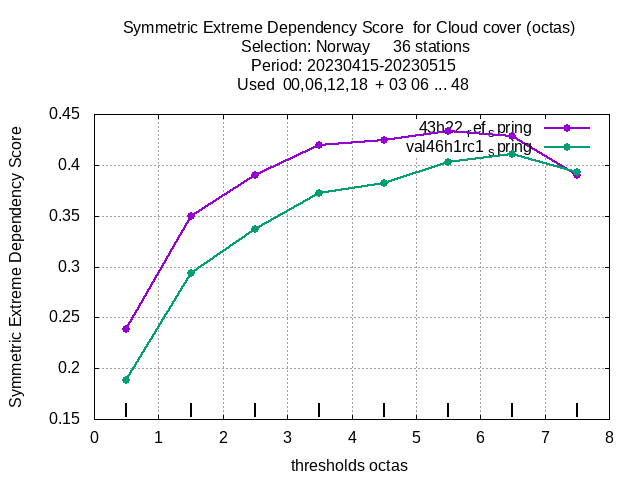 Symmetric Extreme Dependency Score for Cloud cover (octas)
Selection: Norway 36 stations
Period: 20230415-20230515
Used 00,06,12,18 + 03 06 ... 48
0.45
0.4
0.35
0.3
0.25
0.2
0.15
Symmetric Extreme Dependency Score
43h22_ref_spring
val46h1rc1_spring
0 1 2 3 4 5 6 7 8
thresholds octas